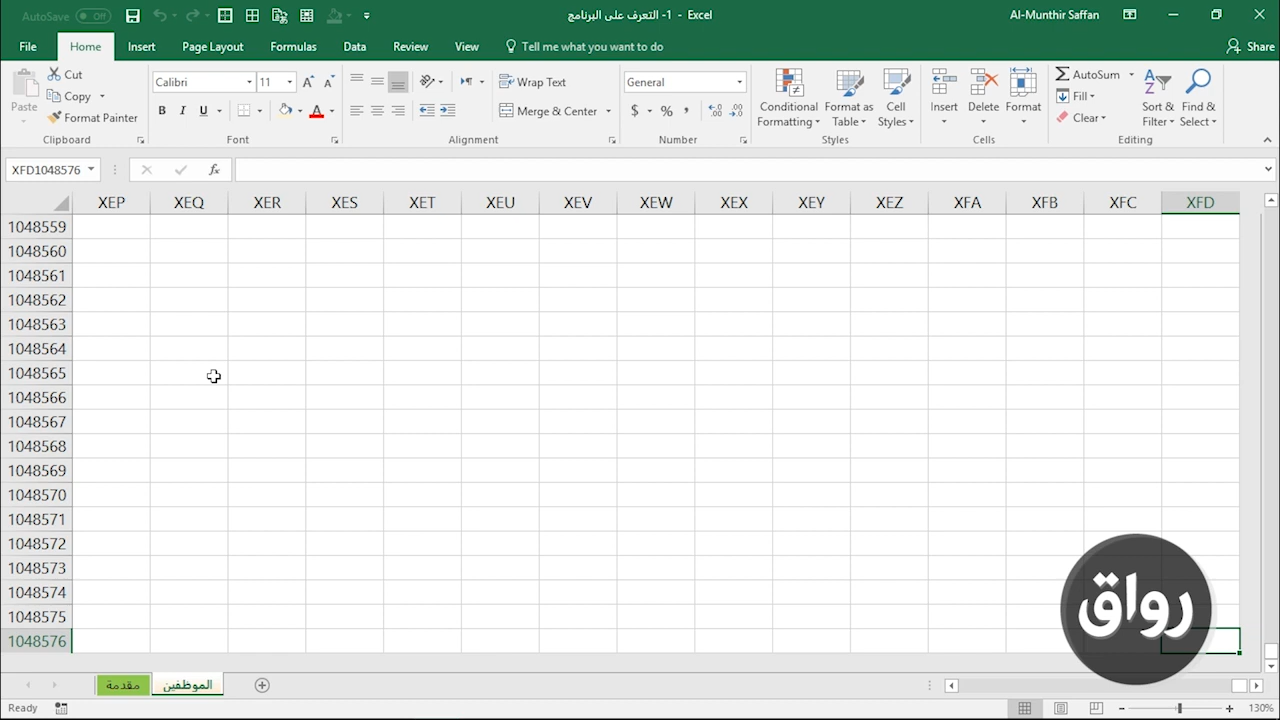 AutoSave Off 1- التعرف على البرنامج - Excel Al-Munthir Saffan
File Home Insert Page Layout Formulas Data Review View Tell me what you want to do Share
Paste Cut Copy Format Painter
Calibri 11 B I U A
Wrap Text
Merge & Center
General
$ % ,
Conditional Formatting Format as Table Cell Styles
Insert Delete Format
AutoSum Fill Clear
Sort & Filter Find & Select
Clipboard Font Alignment Number Styles Cells Editing
XFD1048576 fx
XEP XEQ XER XES XET XEU XEV XEW XEX XEY XEZ XFA XFB XFC XFD
1048559
1048560
1048561
1048562
1048563
1048564
1048565
1048566
1048567
1048568
1048569
1048570
1048571
1048572
1048573
1048574
1048575
1048576
رواق
مقدمة الموظفين
Ready 130%